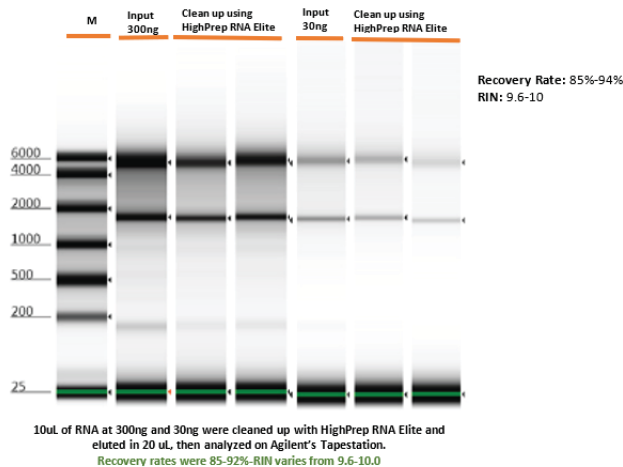 M
Input
300ng
Clean up using
HighPrep RNA Elite
Input
30ng
Clean up using
HighPrep RNA Elite
Recovery Rate: 85%-94%
RIN: 9.6-10
6000
4000
2000
1000
500
200
25
10uL of RNA at 300ng and 30ng were cleaned up with HighPrep RNA Elite and
eluted in 20 uL, then analyzed on Agilent's Tapestation.
Recovery rates were 85-92%-RIN varies from 9.6-10.0